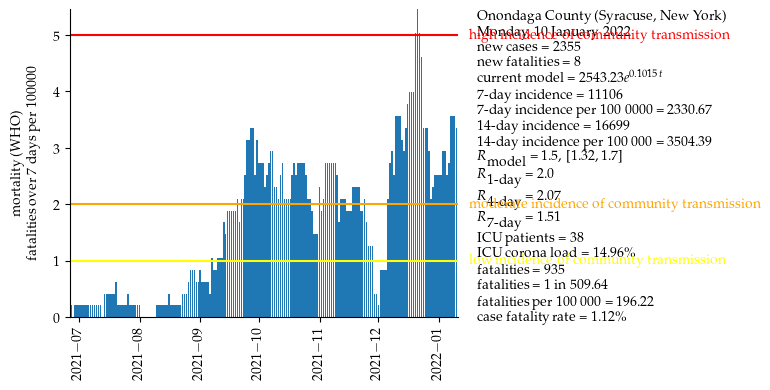 mortality (WHO)
fatalities over 7 days per 100000
5
4
3
2
1
0
2021−07
2021−08
2021−09
2021−10
2021−11
2021−12
2022−01
Onondaga County (Syracuse, New York)
Monday, 10 January 2022
high incidence of community transmission
new cases = 2355
new fatalities = 8
current model = 2543.23e^0.1015 t
7-day incidence = 11106
7-day incidence per 100 0000 = 2330.67
14-day incidence = 16699
14-day incidence per 100 000 = 3504.39
R_model = 1.5, [1.32, 1.7]
R_1-day = 2.0
R_4-day = 2.07
moderate incidence of community transmission
R_7-day = 1.51
ICU patients = 38
ICU corona load = 14.96%
low incidence of community transmission
fatalities = 935
fatalities = 1 in 509.64
fatalities per 100 000 = 196.22
case fatality rate = 1.12%